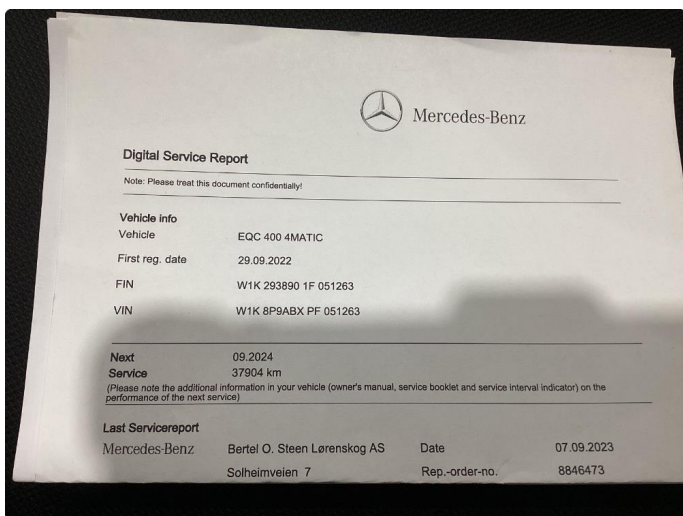 Mercedes-Benz
Digital Service Report
Note: Please treat this document confidentially!
Vehicle info
Vehicle EQC 400 4MATIC
First reg. date 29.09.2022
FIN W1K 293890 1F 051263
VIN W1K 8P9ABX PF 051263
Next 09.2024
Service 37904 km
(Please note the additional information in your vehicle (owner's manual, service booklet and service interval indicator) on the
performance of the next service)
Last Servicereport
Mercedes-Benz Bertel O. Steen Lørenskog AS Date 07.09.2023
Solheimveien 7 Rep.-order-no. 8846473